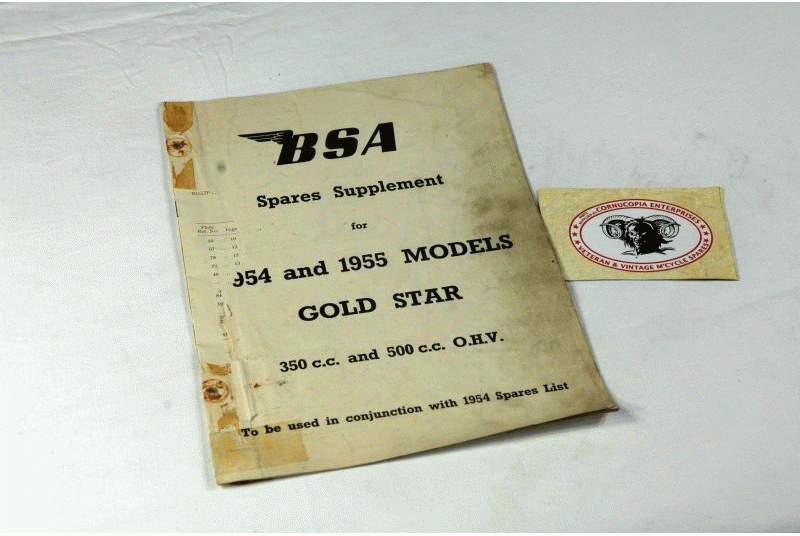 BSA
Spares Supplement
for
954 and 1955 MODELS
GOLD STAR
350 c.c. and 500 c.c. O.H.V.
To be used in conjunction with 1954 Spares List
Page
CORNUCOPIA ENTERPRISES
VETERAN & VINTAGE M'CYCLE SPARES